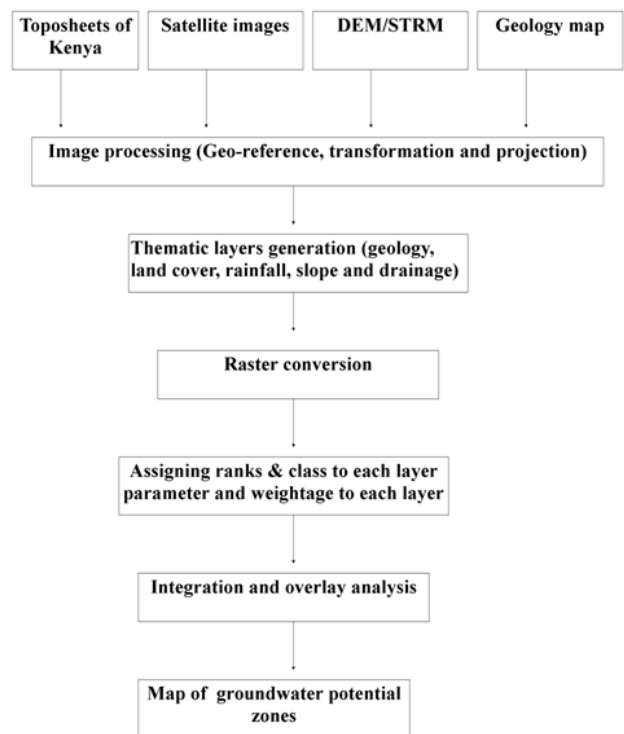 Toposheets of
Kenya
Satellite images
DEM/STRM
Geology map
Image processing (Geo-reference, transformation and projection)
Thematic layers generation (geology,
land cover, rainfall, slope and drainage)
Raster conversion
Assigning ranks & class to each layer
parameter and weightage to each layer
Integration and overlay analysis
Map of groundwater potential
zones